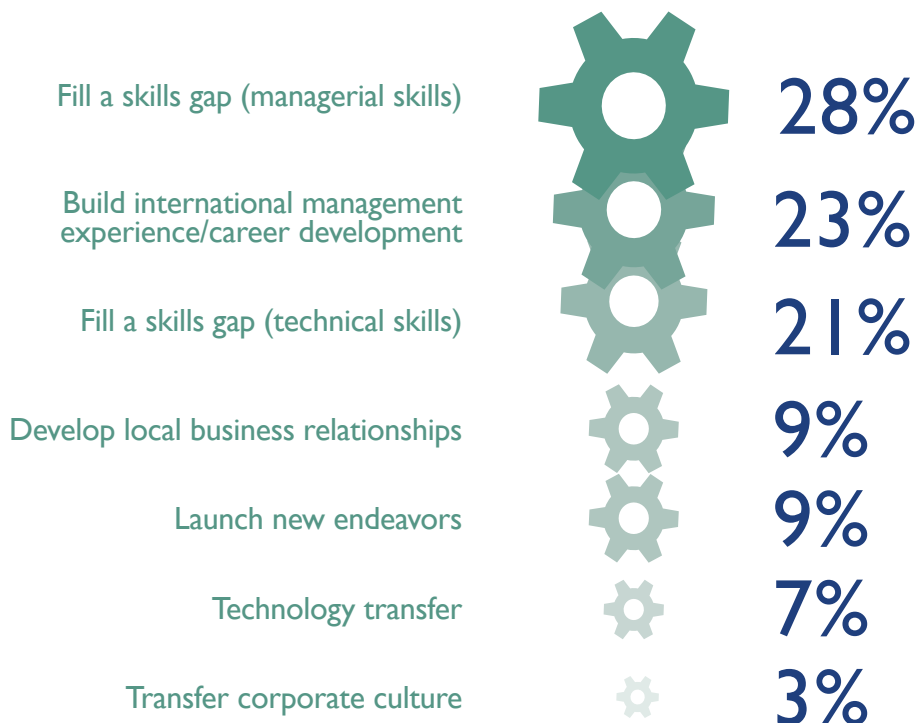 Fill a skills gap (managerial skills)
28%
Build international management
experience/career development
23%
Fill a skills gap (technical skills)
21%
Develop local business relationships
9%
Launch new endeavors
9%
Technology transfer
7%
Transfer corporate culture
3%